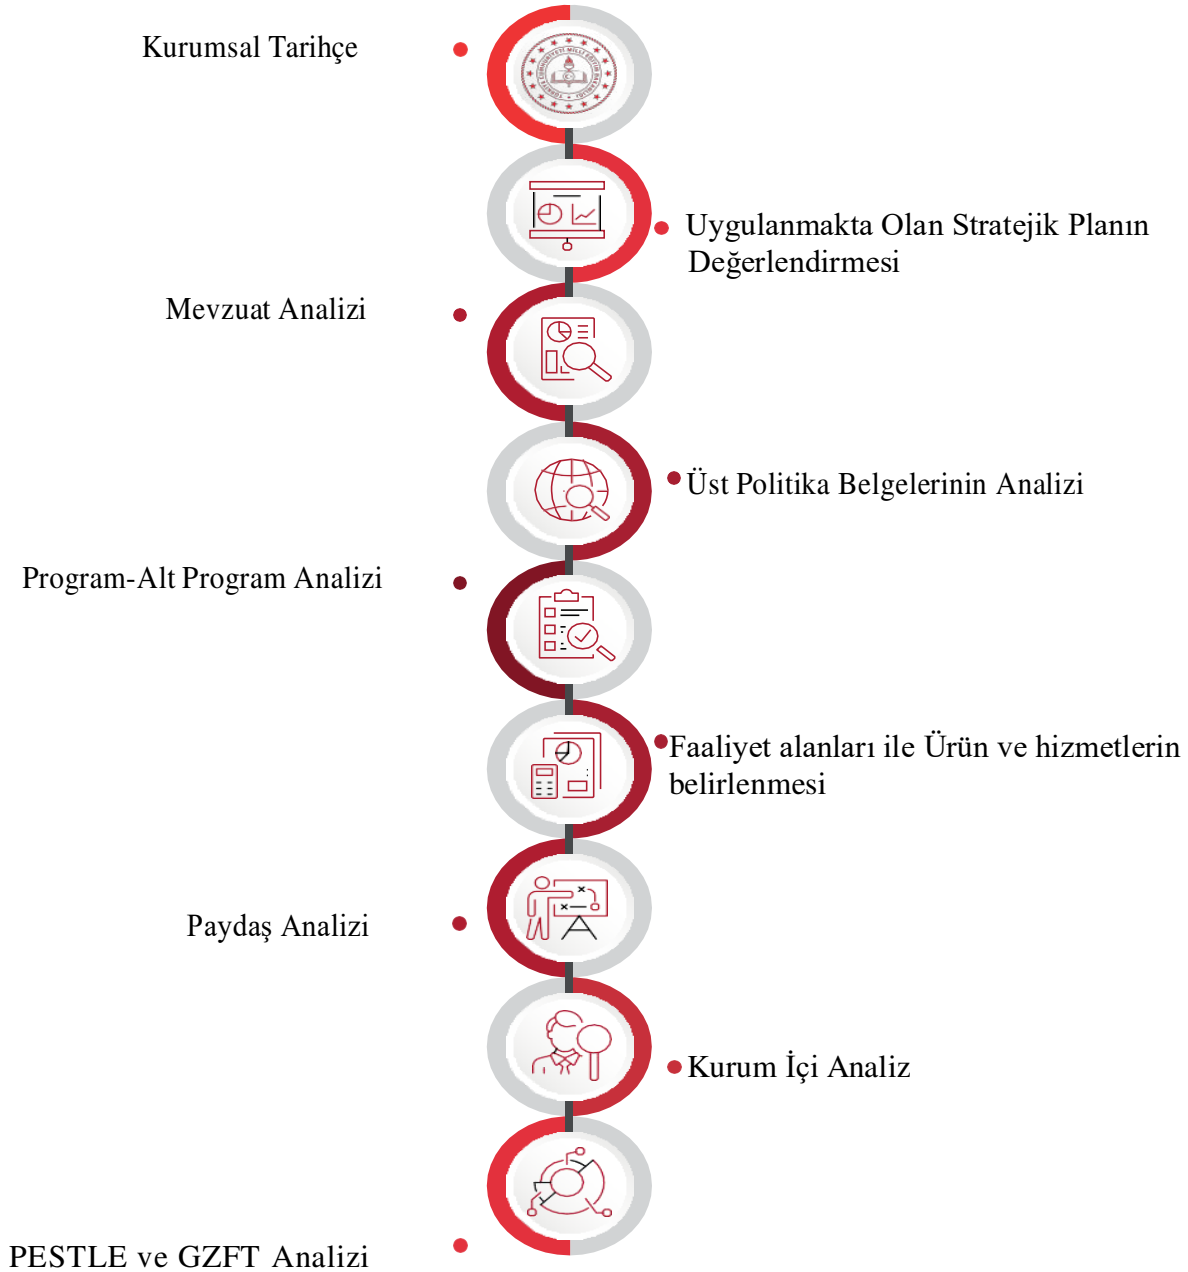 Kurumsal Tarihçe
Uygulanmakta Olan Stratejik Planın
Değerlendirmesi
Mevzuat Analizi
Üst Politika Belgelerinin Analizi
Program-Alt Program Analizi
Faaliyet alanları ile Ürün ve hizmetlerin
belirlenmesi
Paydaş Analizi
Kurum İçi Analiz
PESTLE ve GZFT Analizi